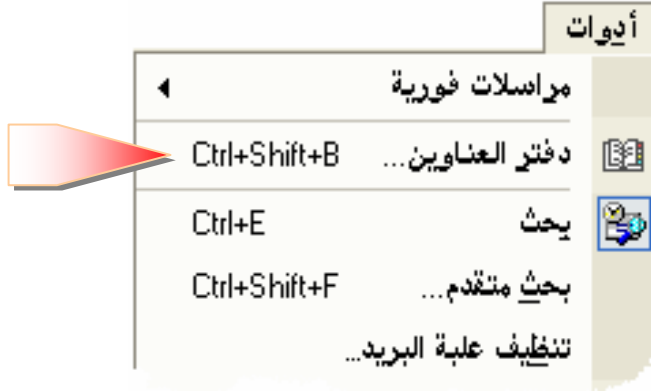 أدوات
مراسلات فورية
دفتر العناوين... Ctrl+Shift+B
بحث Ctrl+E
بحث متقدم... Ctrl+Shift+F
تنظيف علبة البريد...